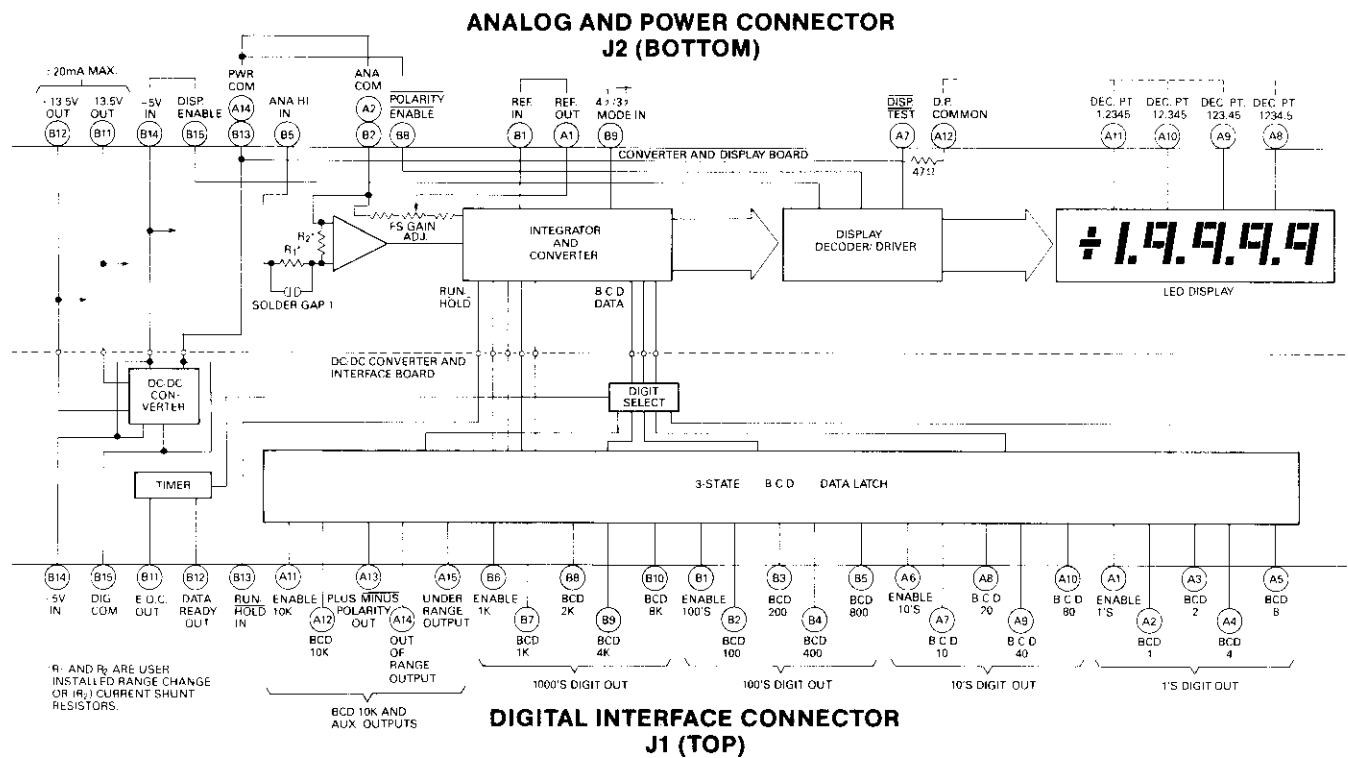 ANALOG AND POWER CONNECTOR
J2 (BOTTOM)
20mA MAX.
13 5V
OUT
B12
13.5V
OUT
B11
5V
IN
B14
DISP.
ENABLE
B15
PWR
COM
A14
B13
ANA HI
IN
B5
ANA
COM
A2
B2
POLARITY
ENABLE
B8
REF.
IN
B1
REF.
OUT
A1
MODE IN
B9
DISP.
TEST
A7
D.P.
COMMON
A12
DEC. PT
1.2345
A11
DEC. PT
12.345
A10
DEC PT.
123.45
A9
DEC PT
1234.5
A8
CONVERTER AND DISPLAY BOARD
47Ω
R2*
R1*
FS GAIN
ADJ.
SOLDER GAP 1
INTEGRATOR
AND
CONVERTER
DISPLAY
DECODER/ DRIVER
1.9.9.9.9
LED DISPLAY
RUN-
HOLD
B C D
DATA
DC-DC CONVERTER AND
INTERFACE BOARD
DC-DC
CON-
VERTER
DIGIT
SELECT
TIMER
3-STATE B C D DATA LATCH
B14
5V
IN
B15
DIG
COM
B11
E O.C.
OUT
B12
DATA
READY
OUT
B13
RUN-
HOLD
IN
A11
ENABLE
10K
A12
BCD
10K
A13
PLUS MINUS
POLARITY
OUT
A14
OUT
OF
RANGE
OUTPUT
A15
UNDER
RANGE
OUTPUT
B6
ENABLE
1K
B7
BCD
1K
B8
BCD
2K
B9
BCD
4K
B10
BCD
8K
B1
ENABLE
100'S
B2
BCD
100
B3
BCD
200
B4
BCD
400
B5
BCD
800
A6
ENABLE
10'S
A7
B C D
10
A8
B C D
20
A9
B C D
40
A10
B C D
80
A1
ENABLE
1'S
A2
BCD
1
A3
BCD
2
A4
BCD
4
A5
BCD
8
*R1 AND R2 ARE USER
INSTALLED RANGE CHANGE
OR (R2) CURRENT SHUNT
RESISTORS.
BCD 10K AND
AUX. OUTPUTS
1000'S DIGIT OUT
100'S DIGIT OUT
10'S DIGIT OUT
1'S DIGIT OUT
DIGITAL INTERFACE CONNECTOR
J1 (TOP)